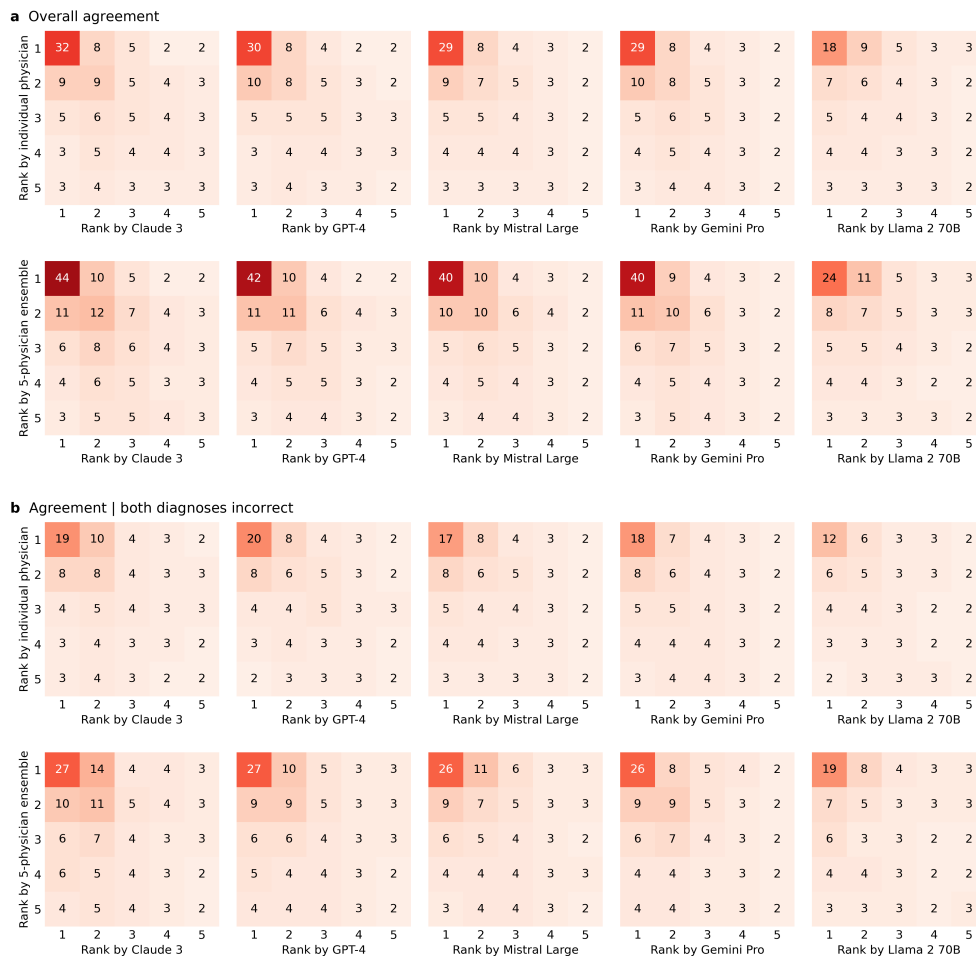 a Overall agreement
Rank by individual physician
1 32 8 5 2 2 30 8 4 2 2 29 8 4 3 2 29 8 4 3 2 18 9 5 3 3
2 9 9 5 4 3 10 8 5 3 2 9 7 5 3 2 10 8 5 3 2 7 6 4 3 2
3 5 6 5 4 3 5 5 5 3 3 5 5 4 3 2 5 6 5 3 2 5 4 4 3 2
4 3 5 4 4 3 3 4 4 3 3 4 4 4 3 2 4 5 4 3 2 4 4 3 3 2
5 3 4 3 3 3 3 4 3 3 2 3 3 3 3 2 3 4 4 3 2 3 3 3 3 2
1 2 3 4 5 1 2 3 4 5 1 2 3 4 5 1 2 3 4 5 1 2 3 4 5
Rank by Claude 3 Rank by GPT-4 Rank by Mistral Large Rank by Gemini Pro Rank by Llama 2 70B
Rank by 5-physician ensemble
1 44 10 5 2 2 42 10 4 2 2 40 10 4 3 2 40 9 4 3 2 24 11 5 3 3
2 11 12 7 4 3 11 11 6 4 3 10 10 6 4 2 11 10 6 3 2 8 7 5 3 3
3 6 8 6 4 3 5 7 5 3 2 5 6 5 3 2 6 7 5 3 2 5 5 4 3 2
4 4 6 5 3 3 4 5 5 3 2 4 5 4 3 2 4 5 4 3 2 4 4 3 2 2
5 3 5 5 4 3 3 4 4 3 2 3 4 4 3 2 3 5 4 3 2 3 3 3 3 2
1 2 3 4 5 1 2 3 4 5 1 2 3 4 5 1 2 3 4 5 1 2 3 4 5
Rank by Claude 3 Rank by GPT-4 Rank by Mistral Large Rank by Gemini Pro Rank by Llama 2 70B
b Agreement | both diagnoses incorrect
Rank by individual physician
1 19 10 4 3 2 20 8 4 3 2 17 8 4 3 2 18 7 4 3 2 12 6 3 3 2
2 8 8 4 3 3 8 6 5 3 2 8 6 5 3 2 8 6 4 3 2 6 5 3 3 2
3 4 5 4 3 3 4 4 5 3 3 5 4 4 3 2 5 5 4 3 2 4 4 3 2 2
4 3 4 3 3 2 3 4 3 3 2 4 4 3 3 2 4 4 4 3 2 3 3 3 2 2
5 3 4 3 2 2 2 3 3 3 2 3 3 3 3 2 3 4 4 3 2 2 3 3 3 2
1 2 3 4 5 1 2 3 4 5 1 2 3 4 5 1 2 3 4 5 1 2 3 4 5
Rank by Claude 3 Rank by GPT-4 Rank by Mistral Large Rank by Gemini Pro Rank by Llama 2 70B
Rank by 5-physician ensemble
1 27 14 4 4 3 27 10 5 3 3 26 11 6 3 3 26 8 5 4 2 19 8 4 3 3
2 10 11 5 4 3 9 9 5 3 3 9 7 5 3 3 9 9 5 3 2 7 5 3 3 3
3 6 7 4 3 3 6 6 4 3 3 6 5 4 3 2 6 7 4 3 2 6 3 3 2 2
4 6 5 4 3 2 5 4 4 3 2 4 4 4 3 3 4 4 3 3 2 4 4 3 2 2
5 4 5 4 3 2 4 4 4 3 2 3 4 4 3 2 4 4 3 3 2 3 3 3 2 3
1 2 3 4 5 1 2 3 4 5 1 2 3 4 5 1 2 3 4 5 1 2 3 4 5
Rank by Claude 3 Rank by GPT-4 Rank by Mistral Large Rank by Gemini Pro Rank by Llama 2 70B